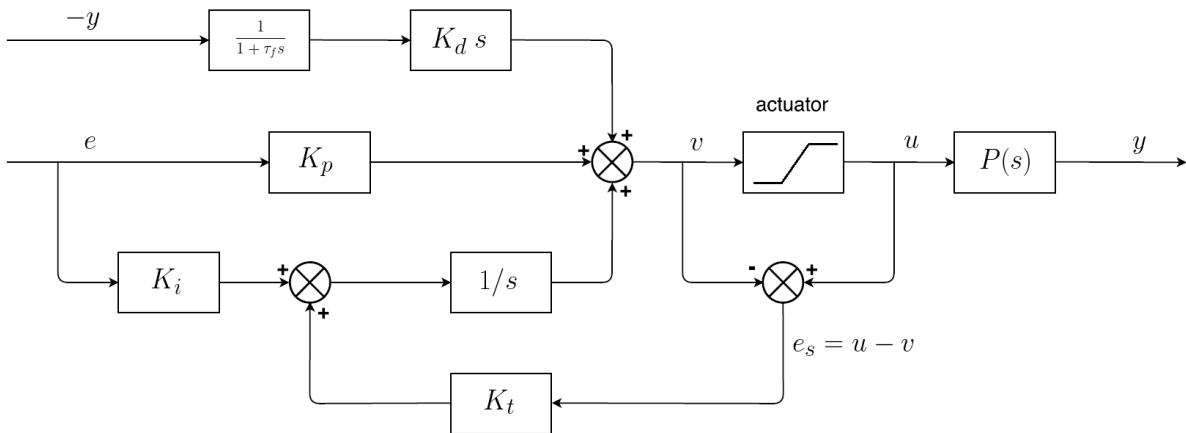 −y
1
1 + τ_f s
K_d s
e
K_p
+
+
+
v
actuator
u
P(s)
y
K_i
+
+
1/s
-
+
e_s = u − v
K_t